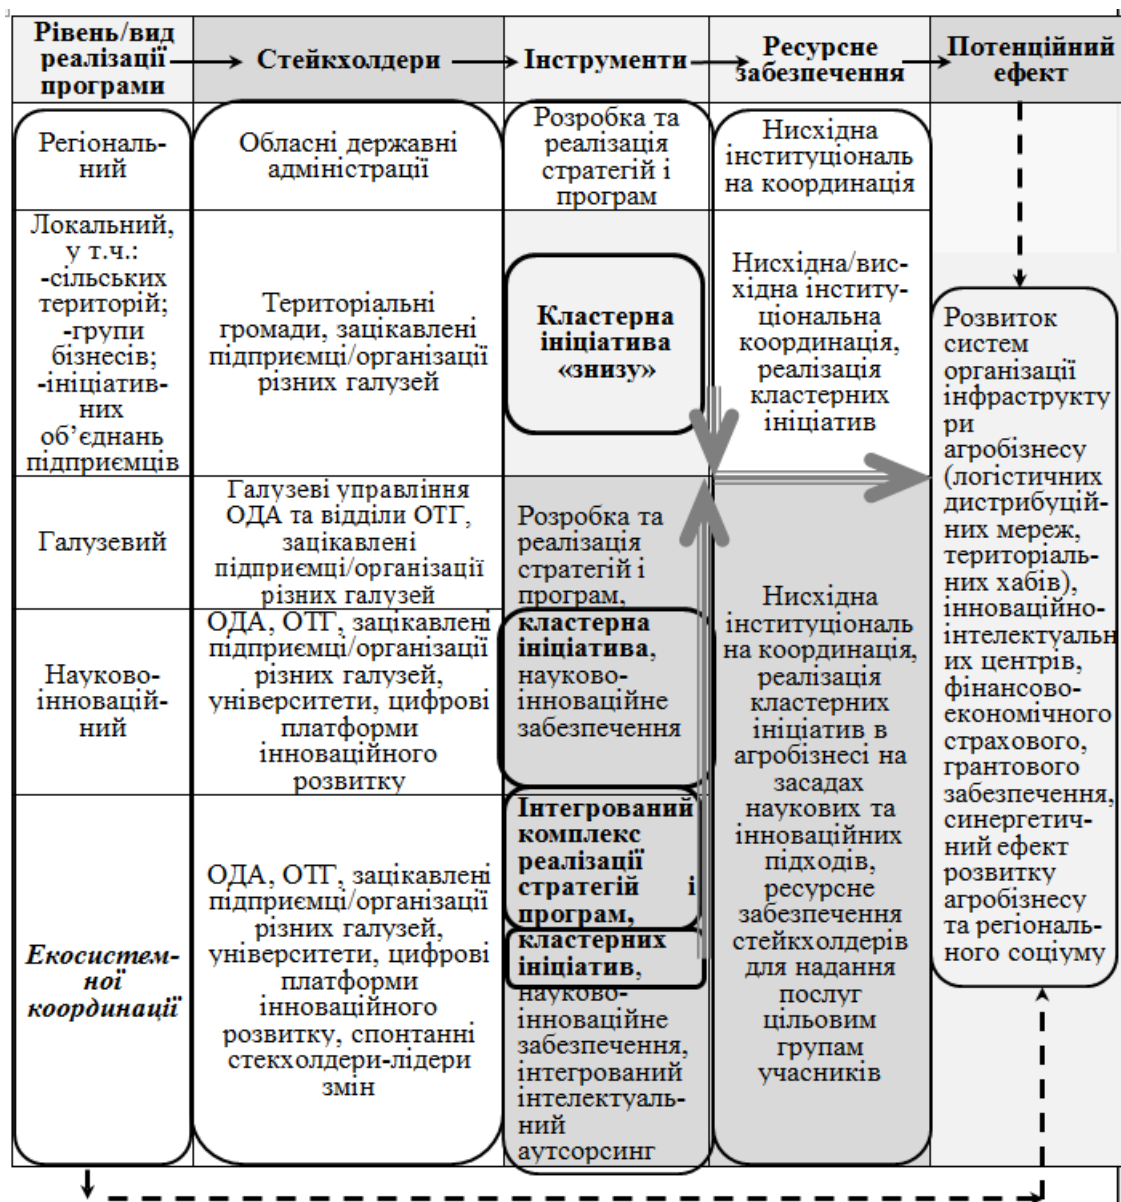 Рівень/вид
реалізації
програми
Стейкхолдери
Інструменти
Ресурсне
забезпечення
Потенційний
ефект
Регіональ-
ний
Обласні державні
адміністрації
Розробка та
реалізація
стратегій і
програм
Нисхідна
інституціональ
на координація
Локальний,
у т.ч.:
-сільських
територій;
-групи
бізнесів;
-ініціатив-
них
об’єднань
підприємців
Територіальні
громади, зацікавлені
підприємці/організації
різних галузей
Кластерна
ініціатива
«знизу»
Нисхідна/вис-
хідна інститу-
ціональна
координація,
реалізація
кластерних
ініціатив
Галузевий
Галузеві управління
ОДА та відділи ОТГ,
зацікавлені
підприємці/організації
різних галузей
Розробка та
реалізація
стратегій і
програм,
кластерна
ініціатива,
науково-
інноваційне
забезпечення
Науково-
інновацій-
ний
ОДА, ОТГ, зацікавлені
підприємці/організації
різних галузей,
університети, цифрові
платформи
інноваційного
розвитку
Нисхідна
інституціональ
на координація,
реалізація
кластерних
ініціатив в
агробізнесі на
засадах
наукових та
інноваційних
підходів,
ресурсне
забезпечення
стейкхолдерів
для надання
послуг
цільовим
групам
учасників
Екосистем-
ної
координації
ОДА, ОТГ, зацікавлені
підприємці/організації
різних галузей,
університети, цифрові
платформи
інноваційного
розвитку, спонтанні
стекхолдери-лідери
змін
Інтегрований
комплекс
реалізації
стратегій і
програм,
кластерних
ініціатив,
науково-
інноваційне
забезпечення,
інтегрований
інтелектуаль-
ний
аутсорсинг
Розвиток
систем
організації
інфраструкту
ри
агробізнесу
(логістичних
дистрибуцій-
них мереж,
територіаль-
них хабів),
інноваційно-
інтелектуальн
их центрів,
фінансово-
економічного
страхового,
грантового
забезпечення,
синергетич-
ний ефект
розвитку
агробізнесу
та регіональ-
ного соціуму